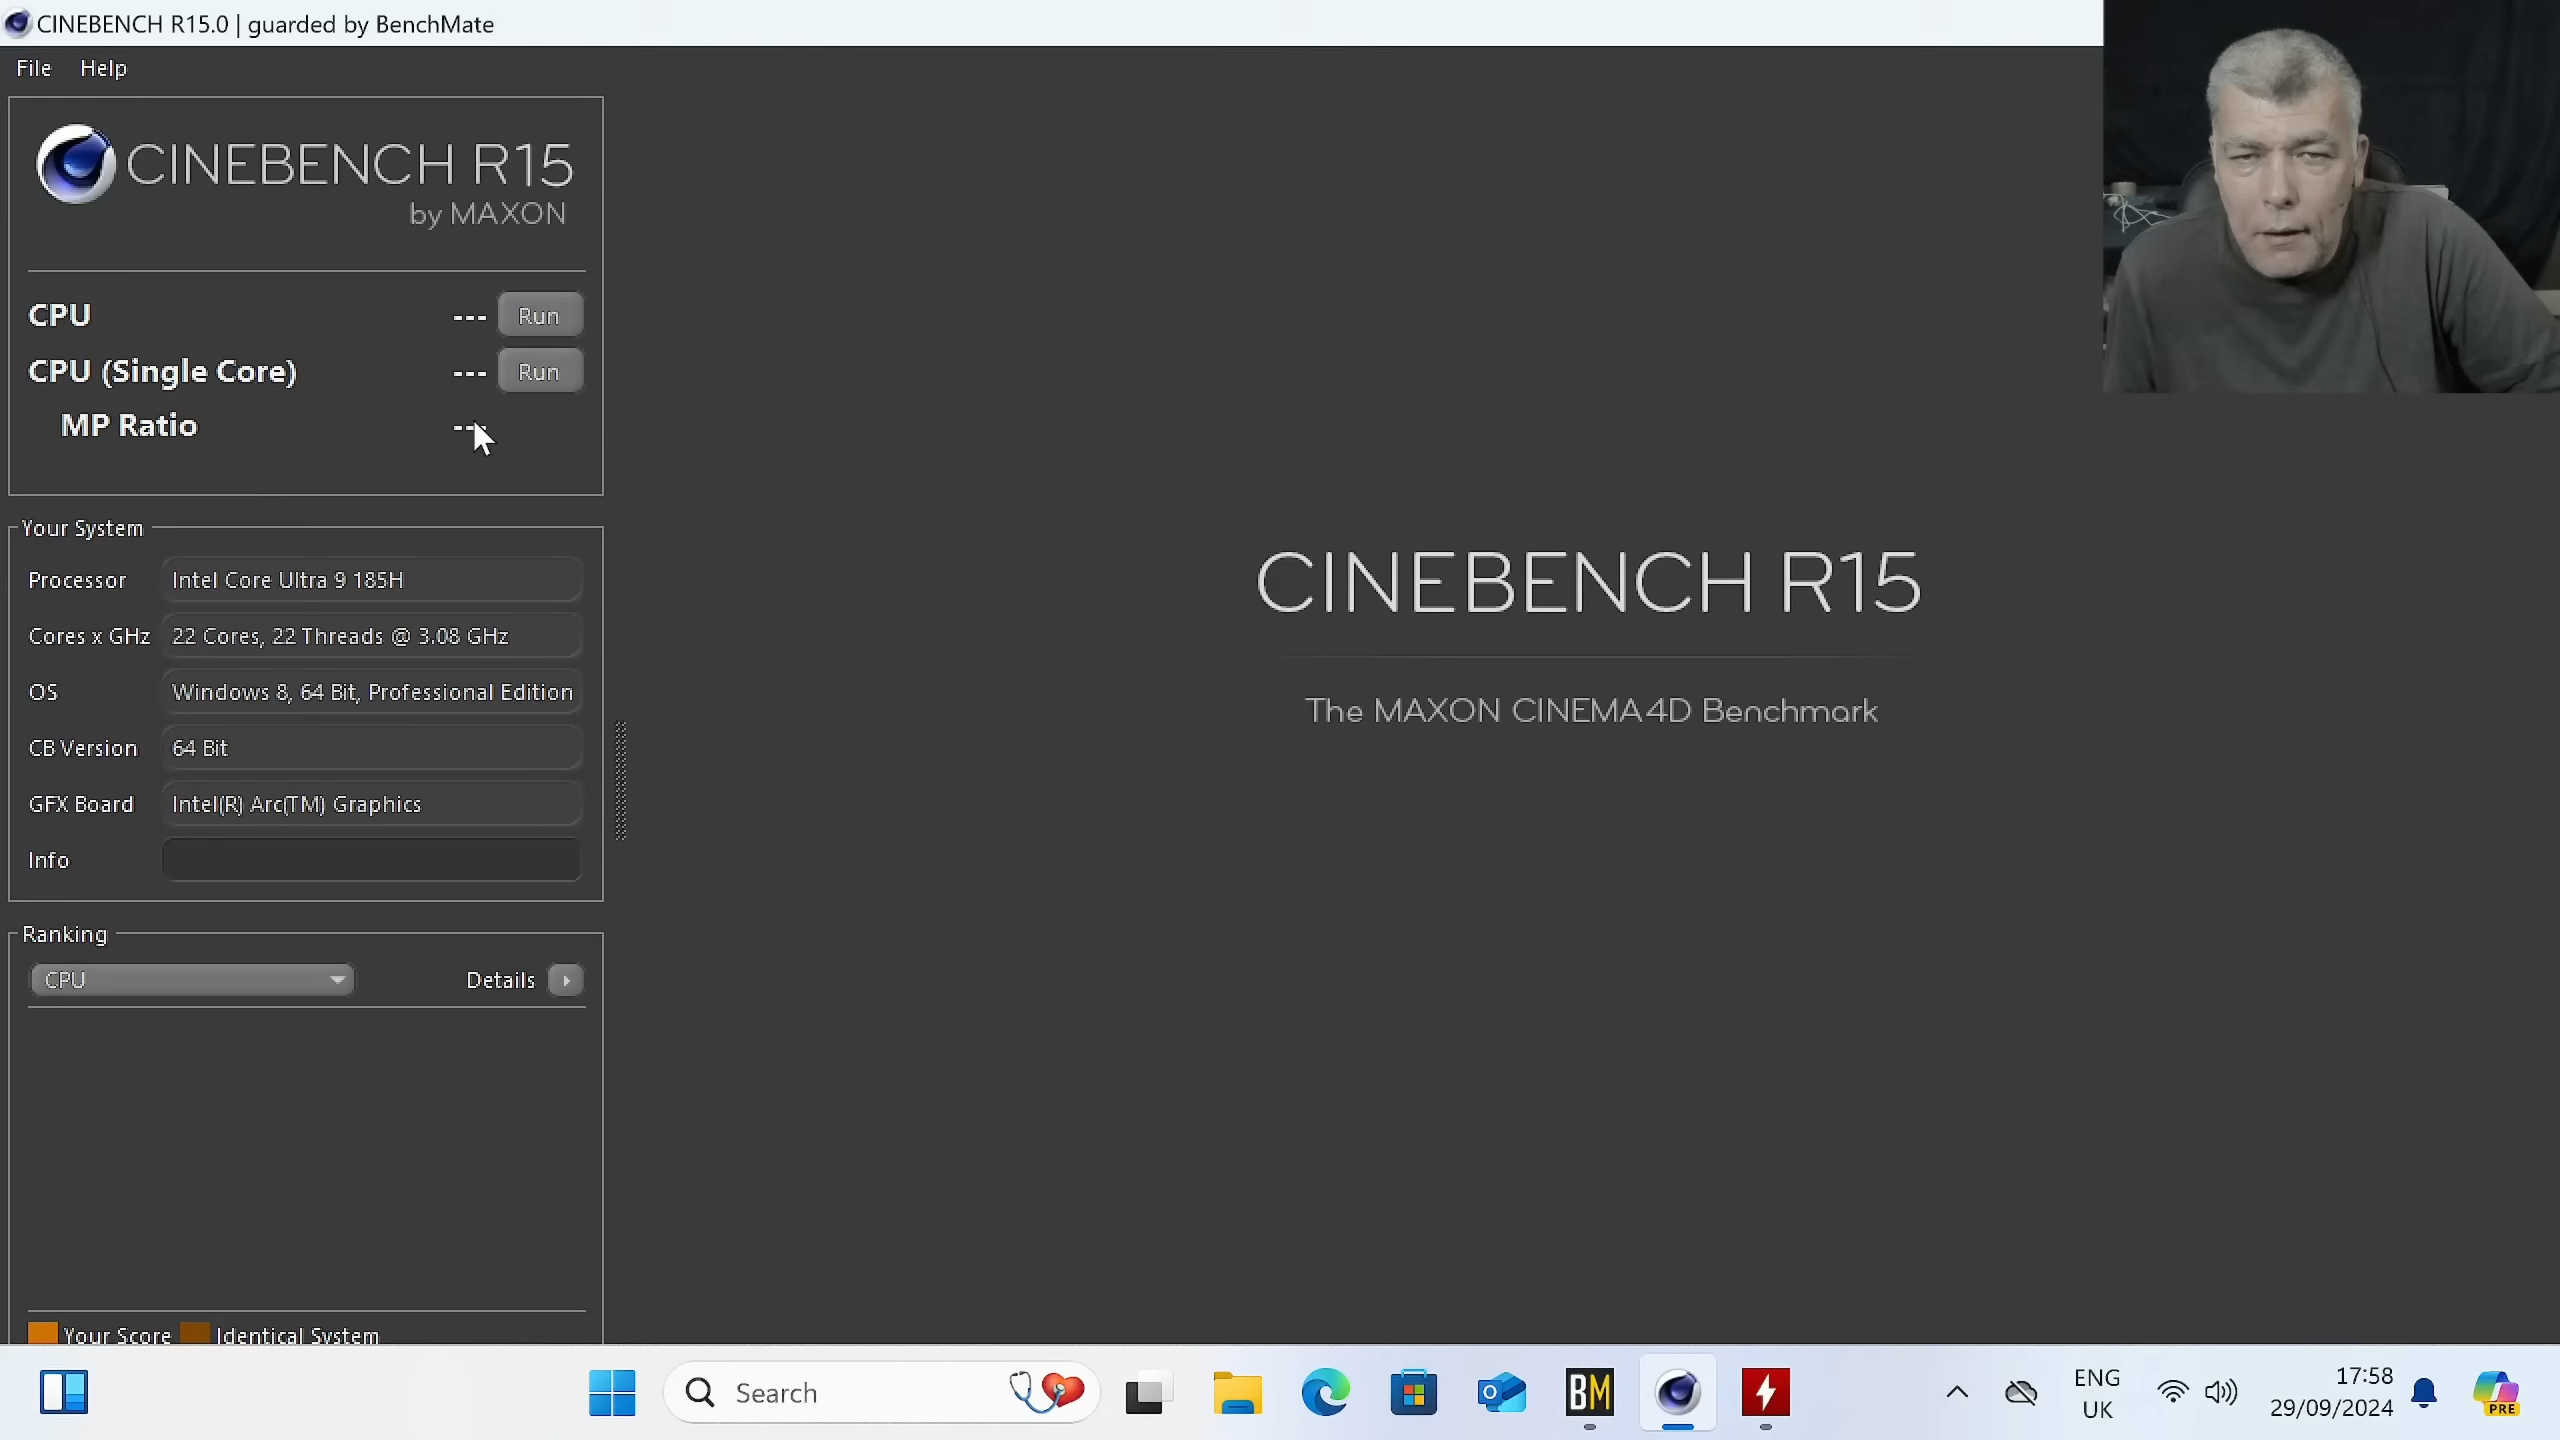 CINEBENCH R15.0 | guarded by BenchMate
File Help
CINEBENCH R15
by MAXON
CPU --- Run
CPU (Single Core) --- Run
MP Ratio ---
Your System
Processor Intel Core Ultra 9 185H
Cores x GHz 22 Cores, 22 Threads @ 3.08 GHz
OS Windows 8, 64 Bit, Professional Edition
CB Version 64 Bit
GFX Board Intel(R) Arc(TM) Graphics
Info
Ranking
CPU Details
Your Score Identical System
CINEBENCH R15
The MAXON CINEMA4D Benchmark
Search
BM
ENG
UK
17:58
29/09/2024
PRE